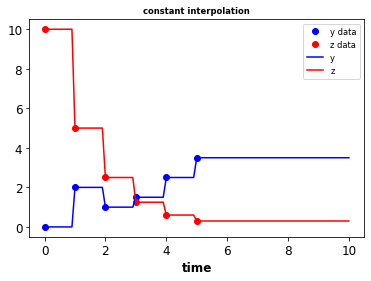 constant interpolation
10
8
6
4
2
0
y data
z data
y
z
0 2 4 6 8 10
time